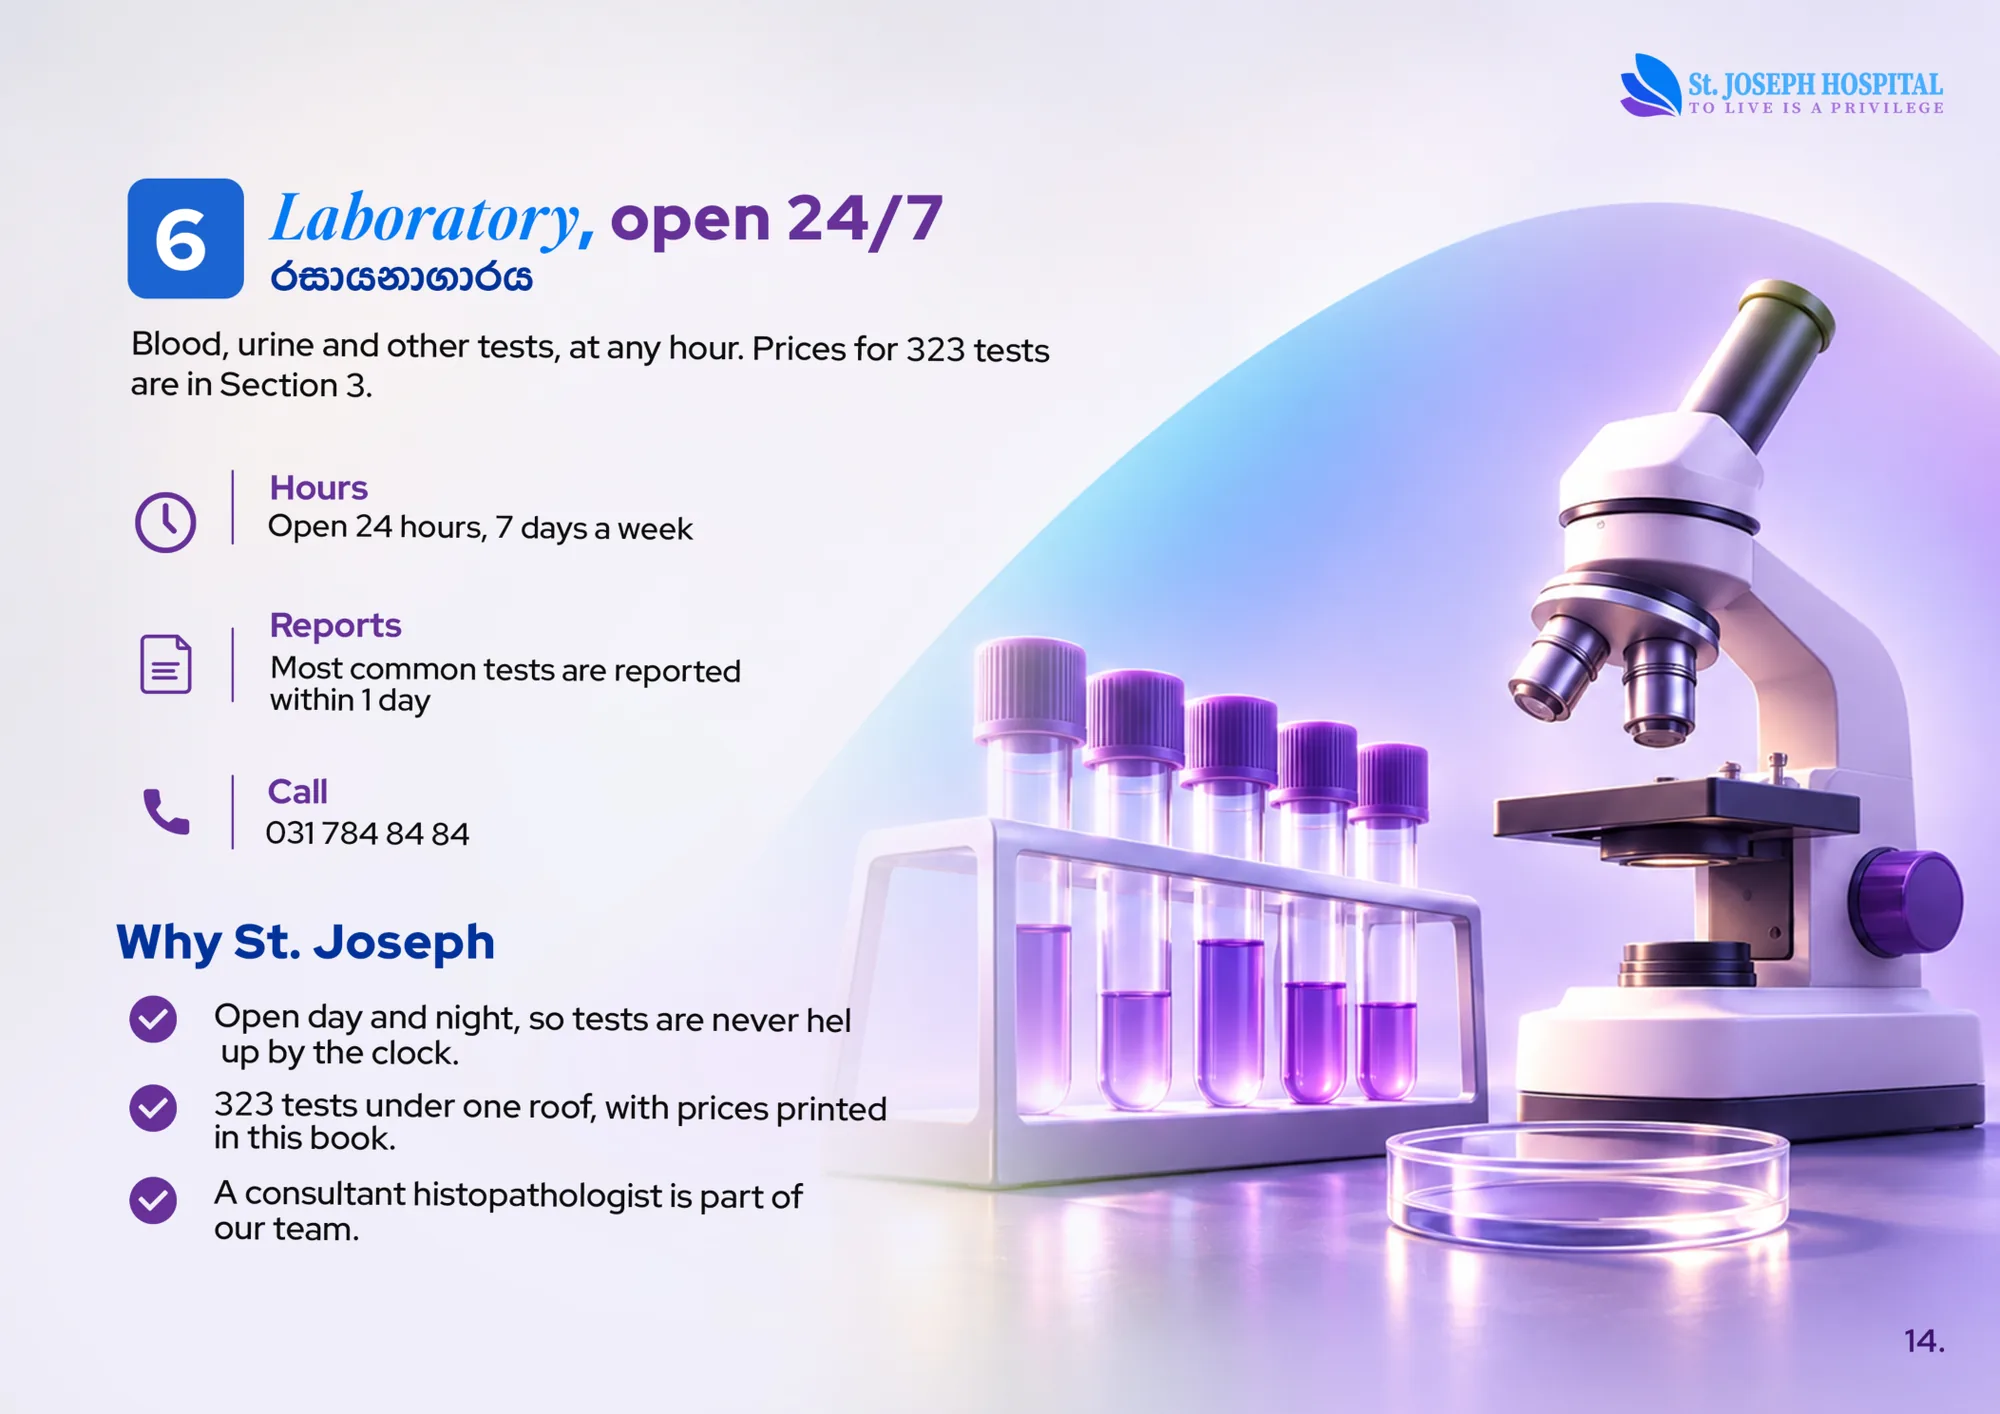 St. JOSEPH HOSPITAL
TO LIVE IS A PRIVILEGE
6
Laboratory, open 24/7
රසායනාගාරය
Blood, urine and other tests, at any hour. Prices for 323 tests
are in Section 3.
Hours
Open 24 hours, 7 days a week
Reports
Most common tests are reported
within 1 day
Call
031 784 84 84
Why St. Joseph
Open day and night, so tests are never hel
up by the clock.
323 tests under one roof, with prices printed
in this book.
A consultant histopathologist is part of
our team.
14.